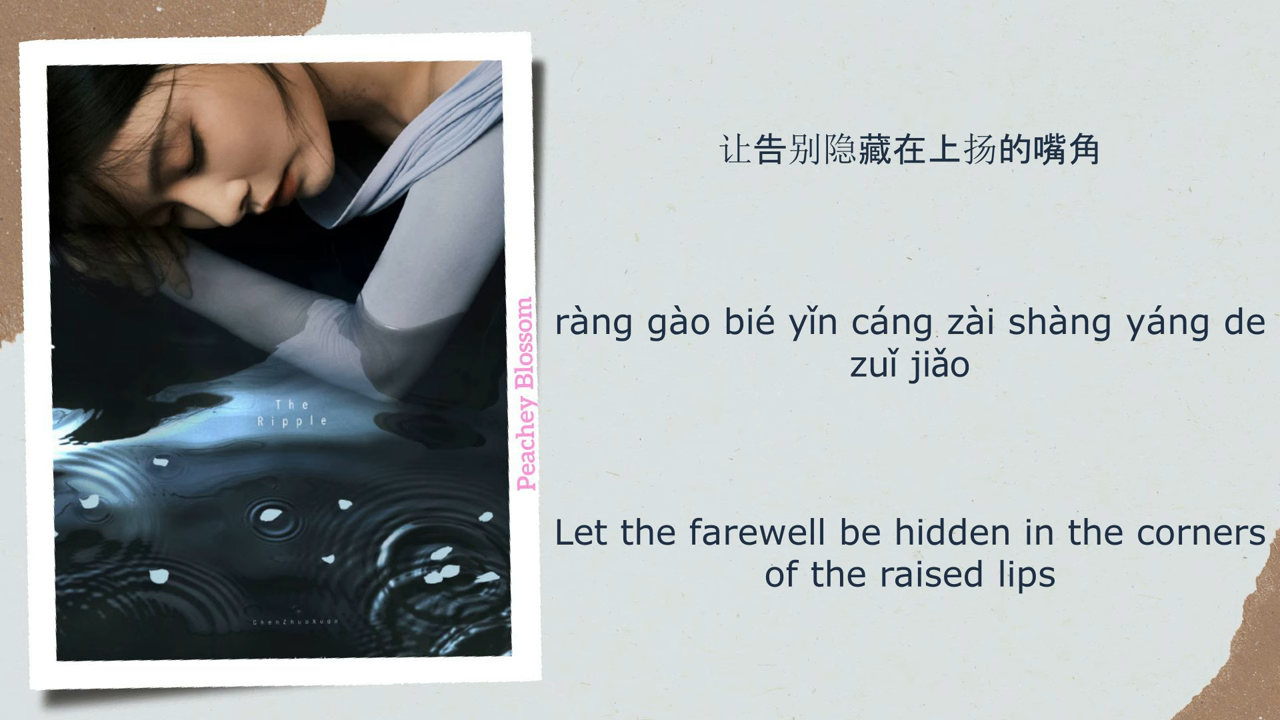 让告别隐藏在上扬的嘴角
ràng gào bié yǐn cáng zài shàng yáng de
zuǐ jiǎo
Let the farewell be hidden in the corners
of the raised lips
Peachey Blossom
The
Ripple
ChenZhuoXuan